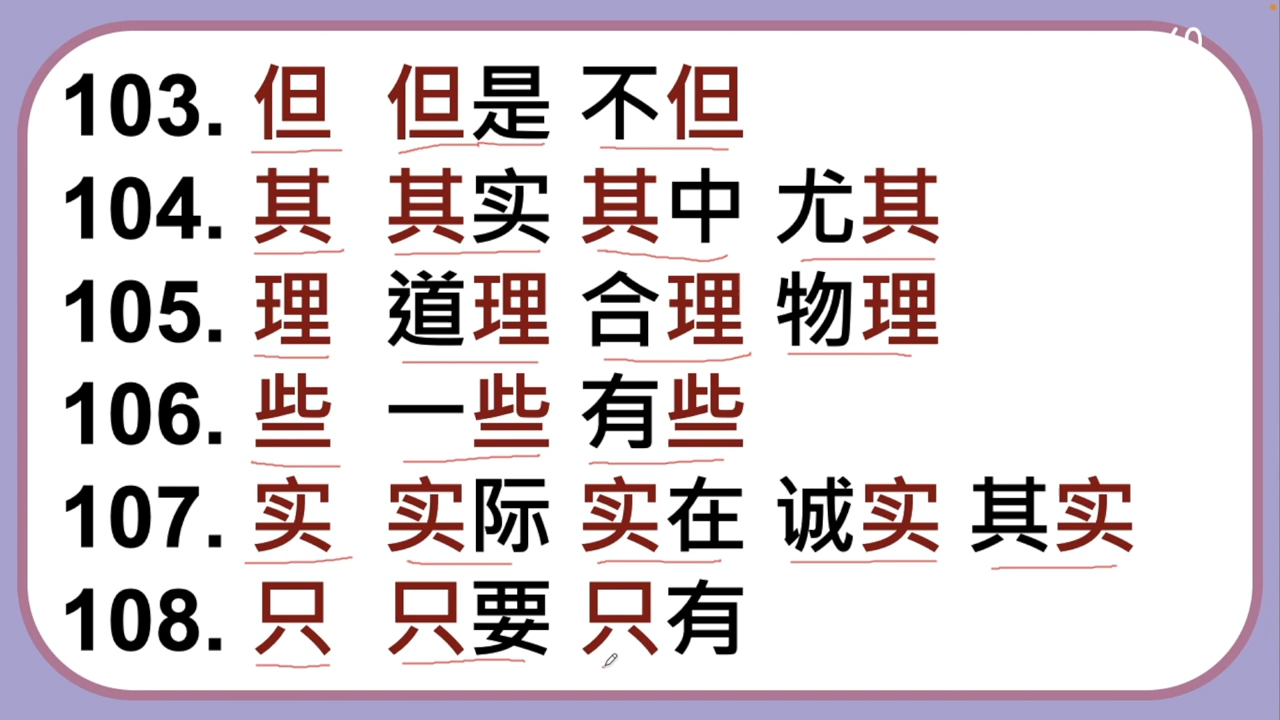 103. 但 但是 不但
104. 其 其实 其中 尤其
105. 理 道理 合理 物理
106. 些 一些 有些
107. 实 实际 实在 诚实 其实
108. 只 只要 只有